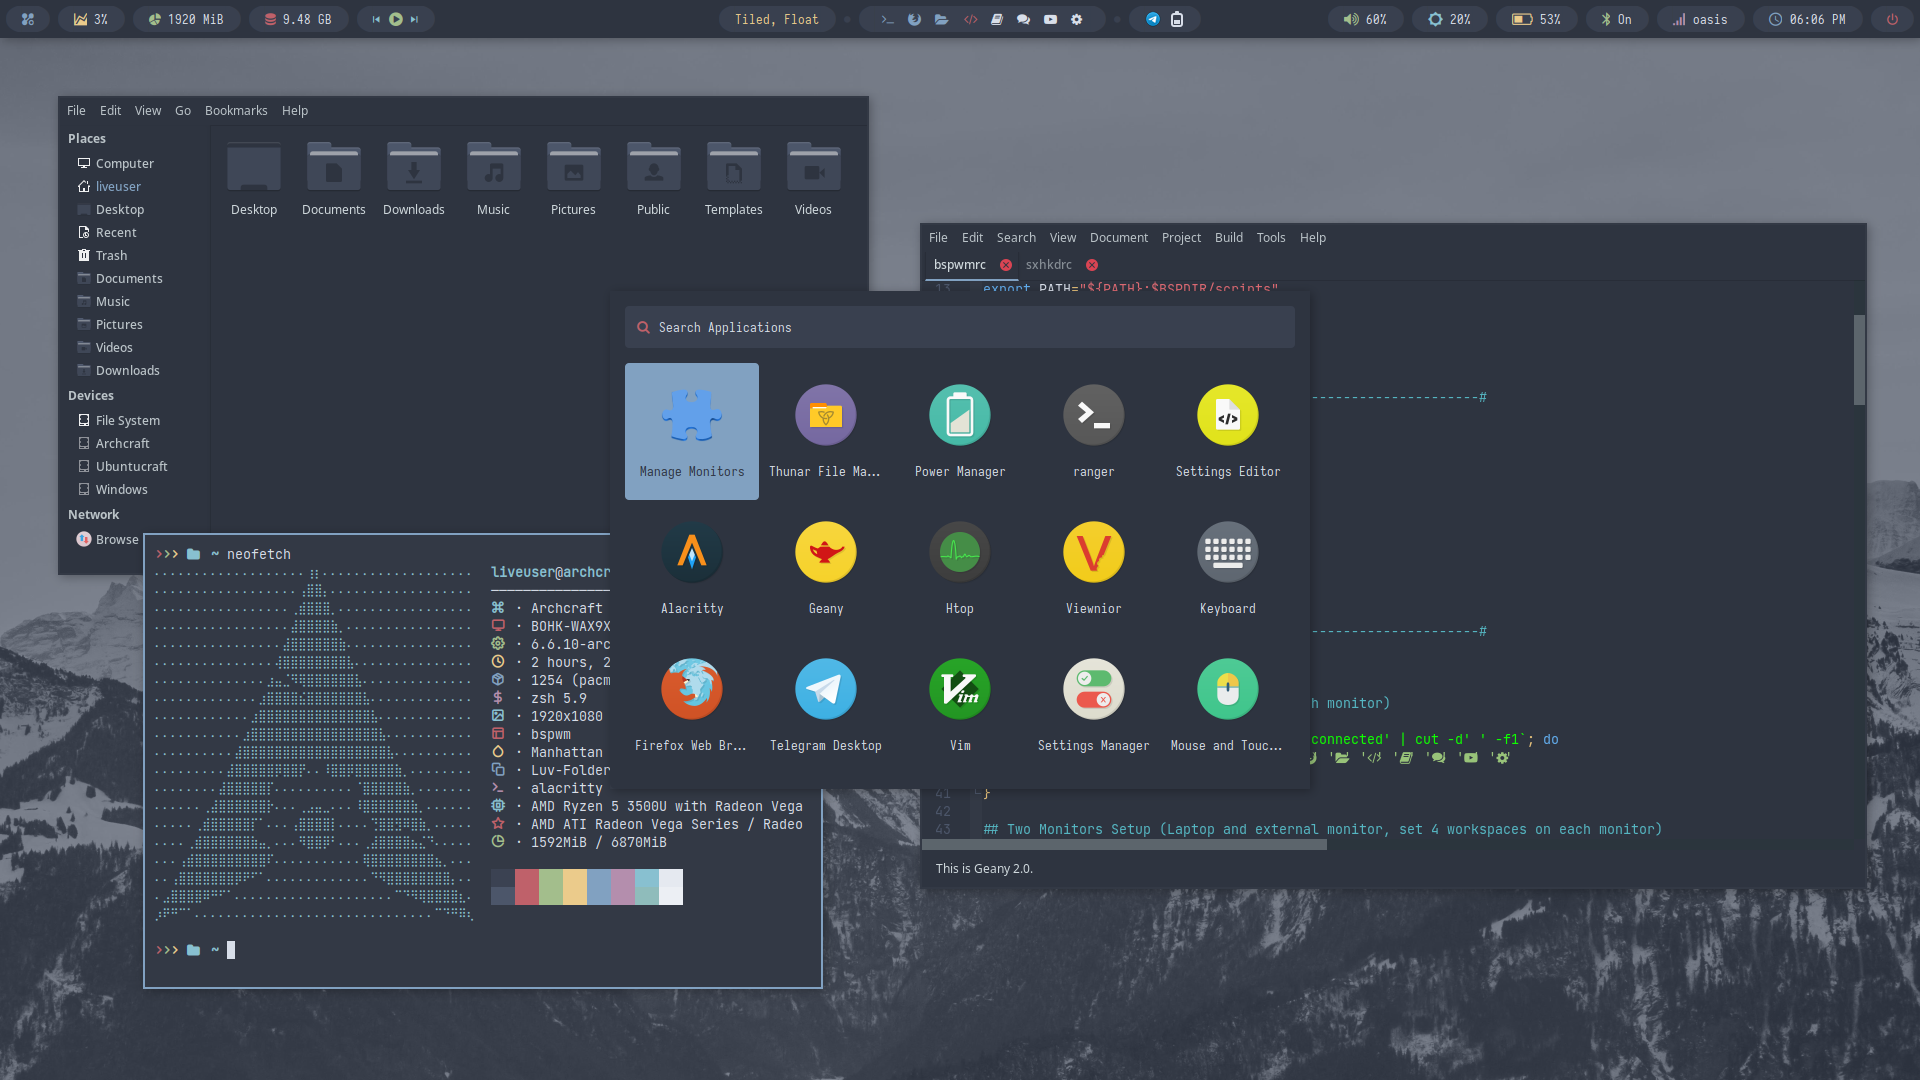 3%
1920 MiB
9.48 GB
Tiled, Float
60%
20%
53%
On
oasis
06:06 PM
File Edit View Go Bookmarks Help
Places
Computer
liveuser
Desktop
Recent
Trash
Documents
Music
Pictures
Videos
Downloads
Devices
File System
Archcraft
Ubuntucraft
Windows
Network
Browse
Desktop
Documents
Downloads
Music
Pictures
Public
Templates
Videos
File Edit Search View Document Project Build Tools Help
bspwmrc
sxhkdrc
13 export PATH="${PATH}:$BSPDIR/scripts"
---------------------#
---------------------#
h monitor)
connected' | cut -d' ' -f1`; do
41 }
42
43 ## Two Monitors Setup (Laptop and external monitor, set 4 workspaces on each monitor)
This is Geany 2.0.
Search Applications
Manage Monitors
Thunar File Ma...
Power Manager
ranger
Settings Editor
Alacritty
Geany
Htop
Viewnior
Keyboard
Firefox Web Br...
Telegram Desktop
Vim
Settings Manager
Mouse and Touc...
>>> ~ neofetch
liveuser@archcr
· Archcraft
· BOHK-WAX9X
· 6.6.10-arc
· 2 hours, 2
· 1254 (pacm
· zsh 5.9
· 1920x1080
· bspwm
· Manhattan
· Luv-Folder
· alacritty
· AMD Ryzen 5 3500U with Radeon Vega
· AMD ATI Radeon Vega Series / Radeo
· 1592MiB / 6870MiB
>>> ~